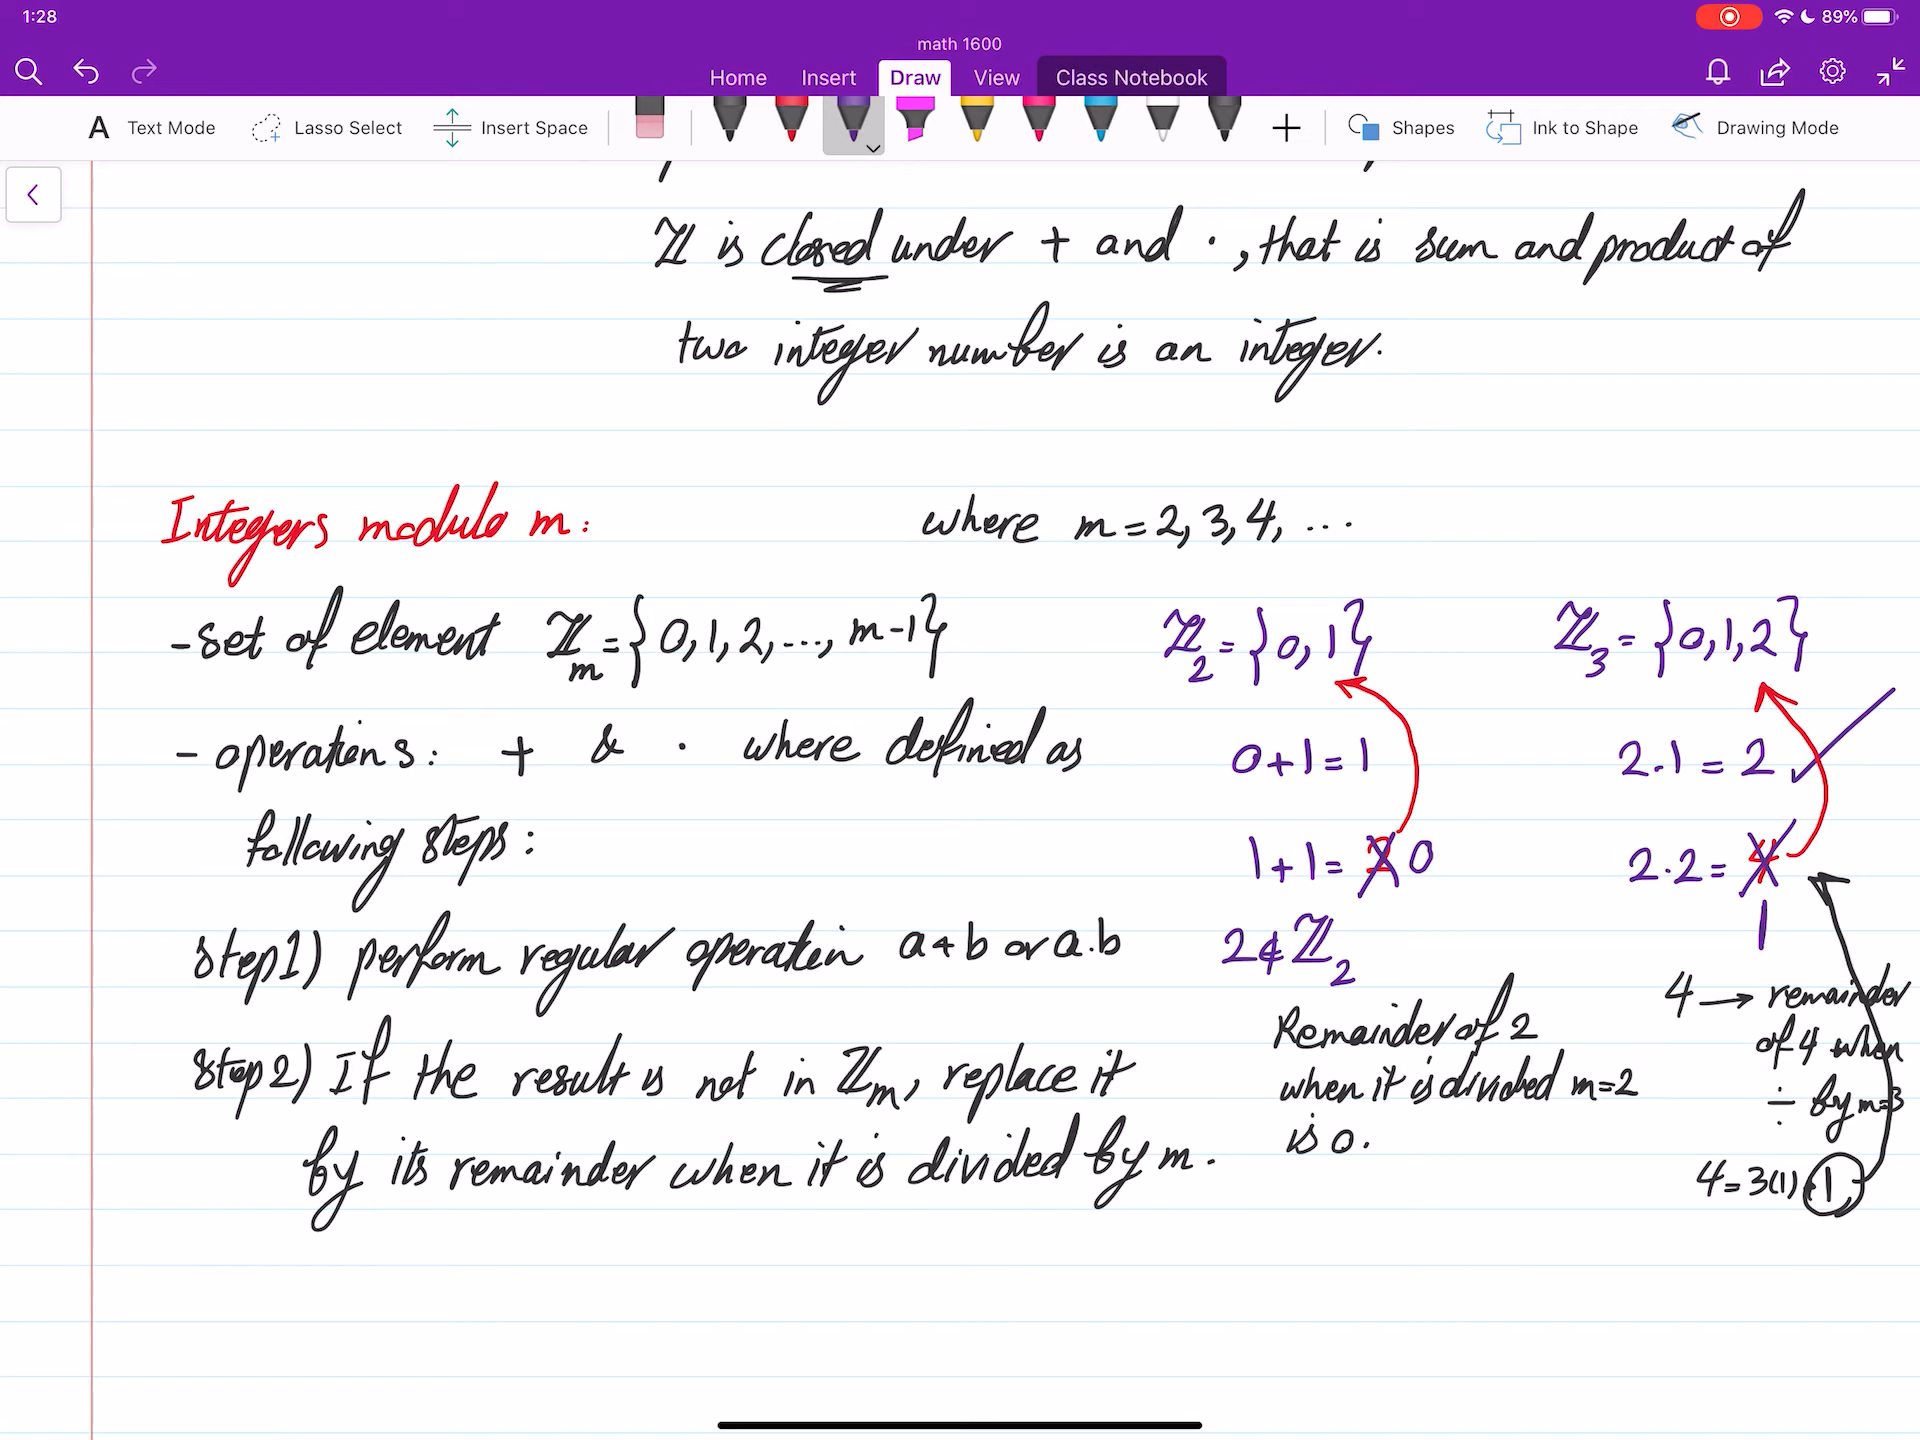 1:28
89%
math 1600
Home Insert Draw View Class Notebook
A Text Mode Lasso Select Insert Space Shapes Ink to Shape Drawing Mode
ℤ is closed under + and ·, that is sum and product of
two integer number is an integer.
Integers modulo m: where m = 2, 3, 4, ...
- set of element ℤm = {0, 1, 2, ..., m-1}
ℤ2 = {0, 1}
ℤ3 = {0, 1, 2}
- operations: + & · where defined as
following steps:
Step1) perform regular operation a+b or a.b
Step2) If the result is not in ℤm, replace it
by its remainder when it is divided by m.
0+1=1
1+1= 2 0
2∉ℤ2
Remainder of 2
when it is divided m=2
is 0.
2.1 = 2 ✓
2.2 = 4
1
4 → remainder
of 4 when
÷ by m=3
4=3(1)+1